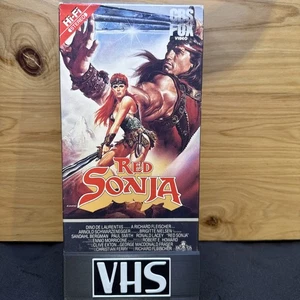 Hi-Fi
CBS
FOX
VIDEO
RED
SONJA
DINO DE LAURENTIIS
A RICHARD FLEISCHER
ARNOLD SCHWARZENEGGER
BRIGITTE NIELSEN
SANDAHL BERGMAN PAUL SMITH RONALD LACEY "RED SONJA"
ENNIO MORRICONE
ROBERT E. HOWARD
CLIVE EXTON
GEORGE MACDONALD FRASER
CHRISTIAN FERRY
RICHARD FLEISCHER
VHS